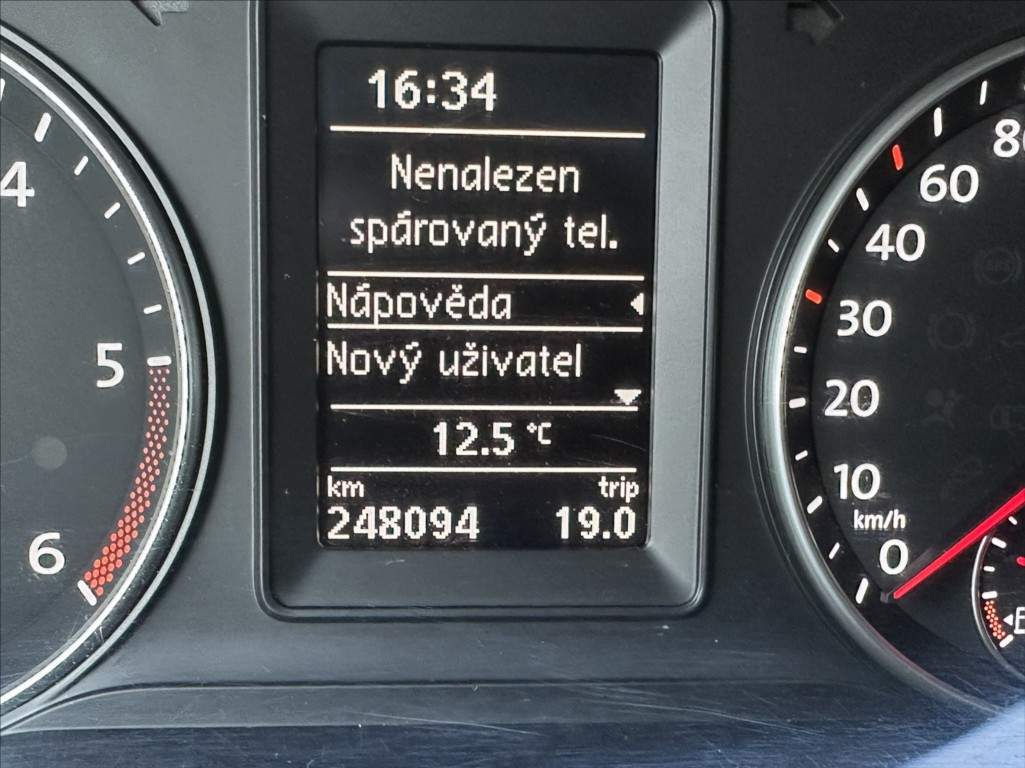 16:34
Nenalezen
spárovaný tel.
Nápověda
Nový uživatel
12.5 °C
km trip
248094 19.0
4
5
6
80
60
40
30
20
10
km/h
0